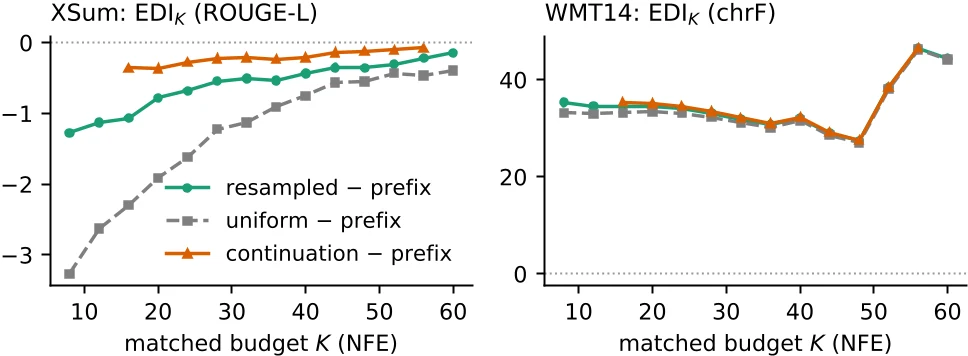 XSum: EDI_K (ROUGE-L)
0
−1
−2
−3
resampled − prefix
uniform − prefix
continuation − prefix
10 20 30 40 50 60
matched budget K (NFE)
WMT14: EDI_K (chrF)
40
20
0
10 20 30 40 50 60
matched budget K (NFE)